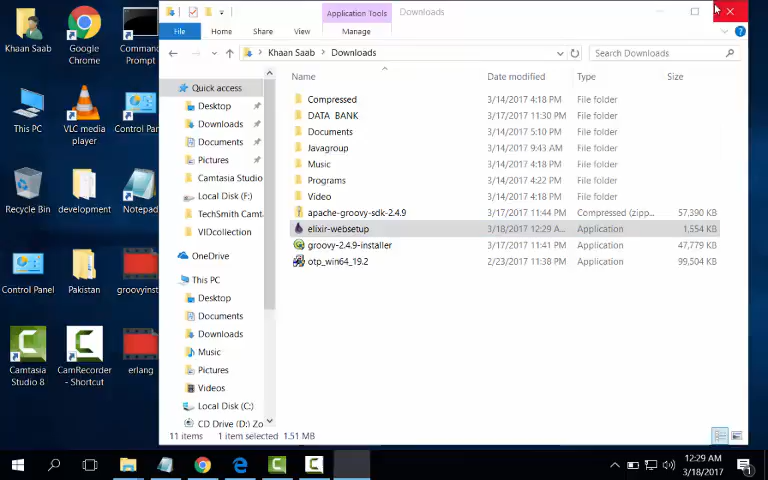 Khaan Saab
Google
Chrome
Comman
Prompt
This PC
VLC media
player
Control Pan
Recycle Bin
development
Notepad
Control Panel
Pakistan
groovyinst
Camtasia
Studio 8
CamRecorder
- Shortcut
erlang
Application Tools
Downloads
File
Home
Share
View
Manage
Khaan Saab
Downloads
Search Downloads
Name
Date modified
Type
Size
Quick access
Desktop
Downloads
Documents
Pictures
Camtasia Studio
Local Disk (F:)
TechSmith Camt
VIDcollection
OneDrive
This PC
Desktop
Documents
Downloads
Music
Pictures
Videos
Local Disk (C:)
CD Drive (D:) Zo
Compressed 3/14/2017 4:18 PM File folder
DATA BANK 3/17/2017 11:30 PM File folder
Documents 3/14/2017 5:10 PM File folder
Javagroup 3/14/2017 9:43 AM File folder
Music 3/14/2017 4:18 PM File folder
Programs 3/14/2017 4:22 PM File folder
Video 3/14/2017 4:18 PM File folder
apache-groovy-sdk-2.4.9 3/17/2017 11:44 PM Compressed (zipp... 57,390 KB
elixir-websetup 3/18/2017 12:29 A... Application 1,554 KB
groovy-2.4.9-installer 3/17/2017 11:41 PM Application 47,779 KB
otp_win64_19.2 2/23/2017 11:38 PM Application 99,504 KB
11 items 1 item selected 1.51 MB
12:29 AM
3/18/2017